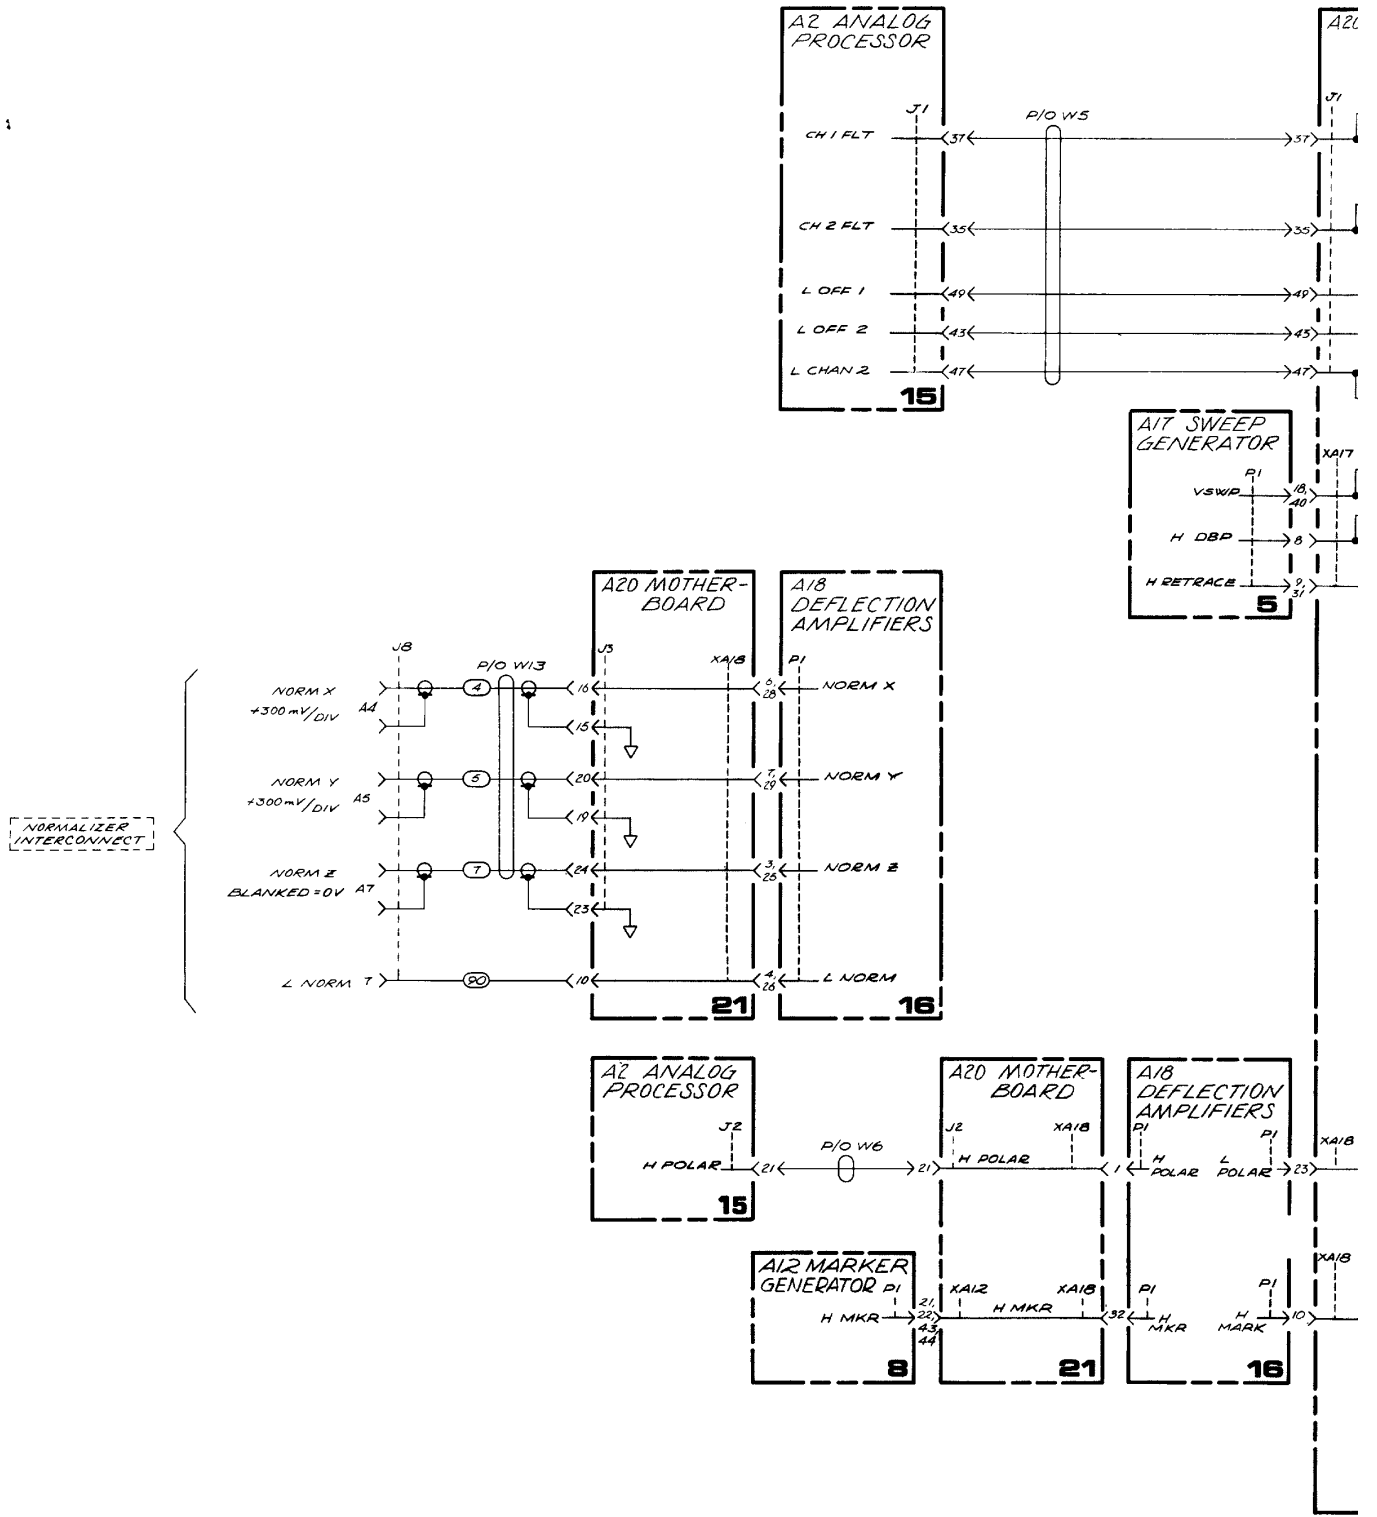 A2 ANALOG
PROCESSOR
J1
CH 1 FLT
37
P/O W5
37
CH 2 FLT
35
35
L OFF 1
49
49
L OFF 2
43
43
L CHAN 2
47
47
15
J1
A17 SWEEP
GENERATOR
P1
XA17
VSWP
18,
40
H DBP
8
H RETRACE
9,
31
5
A20 MOTHER-
BOARD
A18
DEFLECTION
AMPLIFIERS
J8
P/O W13
J3
XA18
P1
NORM X
+300 mV/DIV
A4
4
16
6,
28
NORM X
15
NORM Y
+300 mV/DIV
A5
5
20
7,
29
NORM Y
19
NORMALIZER
INTERCONNECT
NORM Z
BLANKED = 0V
A7
7
24
3,
25
NORM Z
23
L NORM
T
90
10
4,
26
L NORM
21
16
A2 ANALOG
PROCESSOR
J2
H POLAR
21
P/O W6
21
15
A20 MOTHER-
BOARD
J2
XA18
H POLAR
1
A18
DEFLECTION
AMPLIFIERS
P1
P1
H
POLAR
L
POLAR
23
XA18
A12 MARKER
GENERATOR
P1
H MKR
21,
22,
43,
44
8
XA12
XA18
H MKR
32
21
P1
P1
H
MKR
H
MARK
10
XA18
16